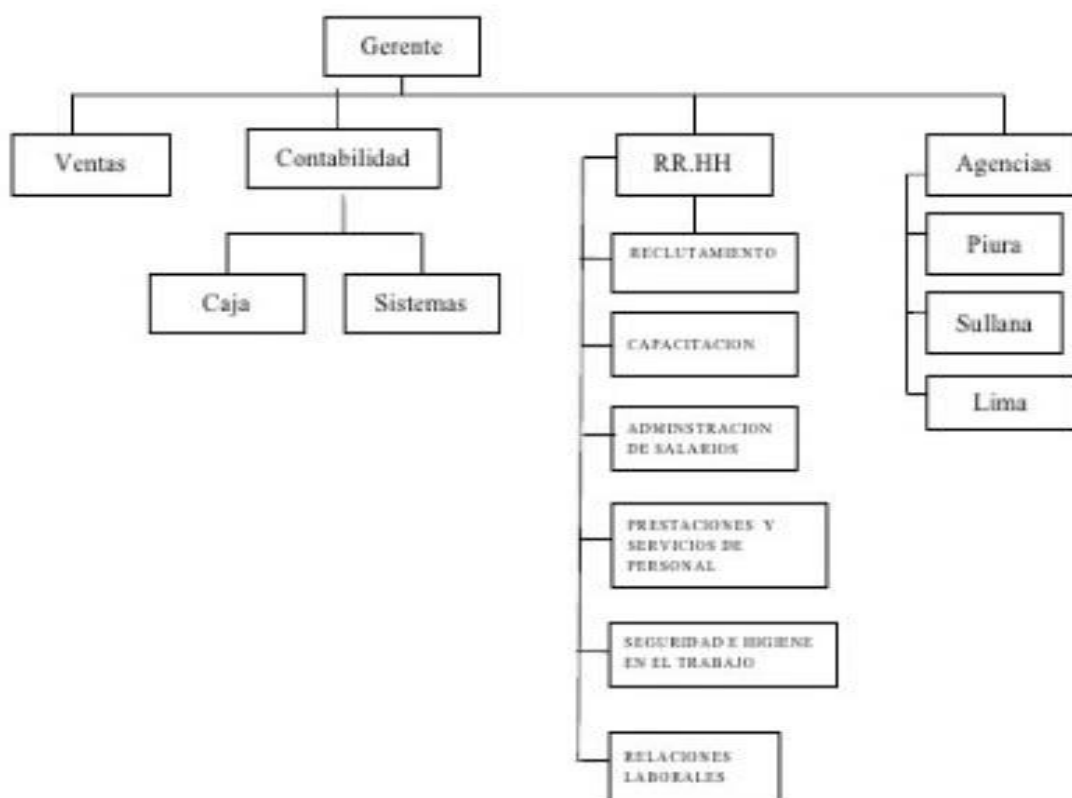 Gerente
Ventas
Contabilidad
RR.HH
Agencias
Caja
Sistemas
RECLUTAMIENTO
CAPACITACION
ADMINSTRACION
DE SALARIOS
PRESTACIONES Y
SERVICIOS DE
PERSONAL
SEGURIDAD E HIGIENE
EN EL TRABAJO
RELACIONES
LABORALES
Piura
Sullana
Lima